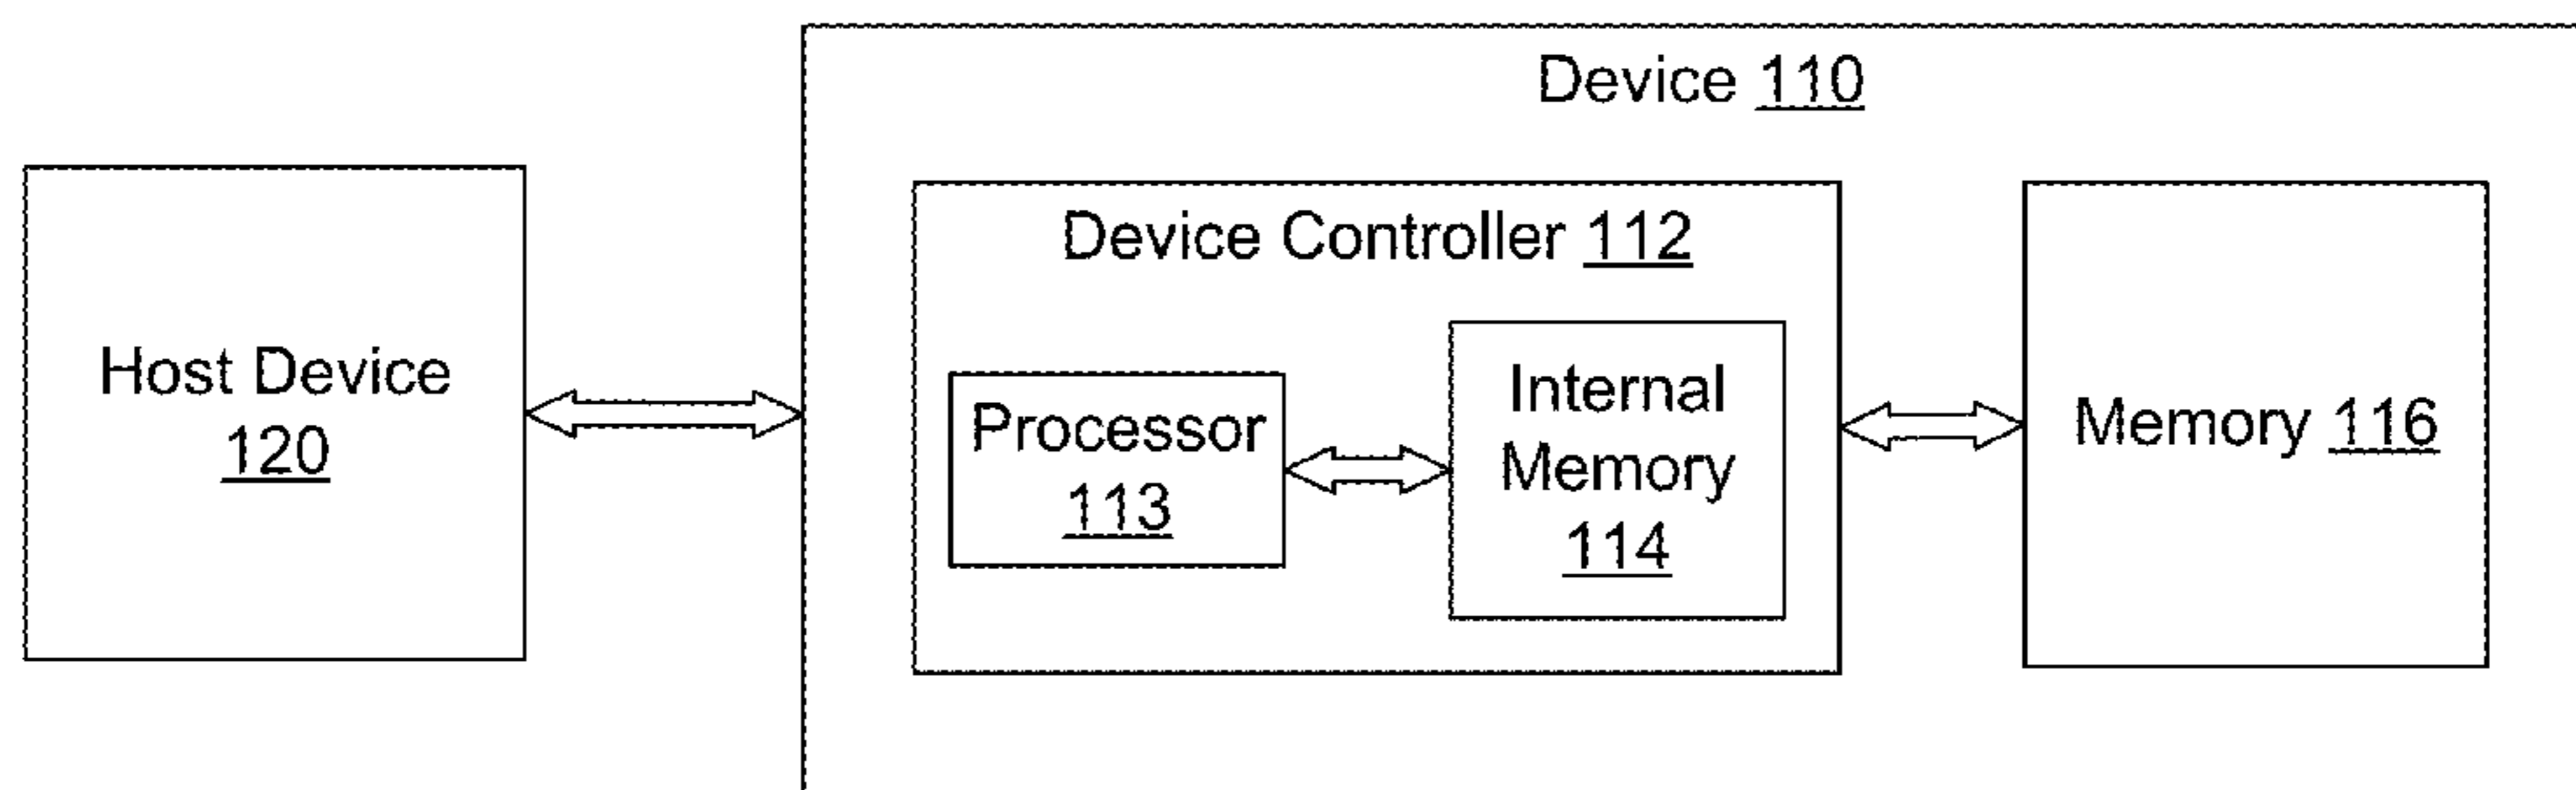 Device 110
Device Controller 112
Host Device
120
Processor
113
Internal
Memory
114
Memory 116